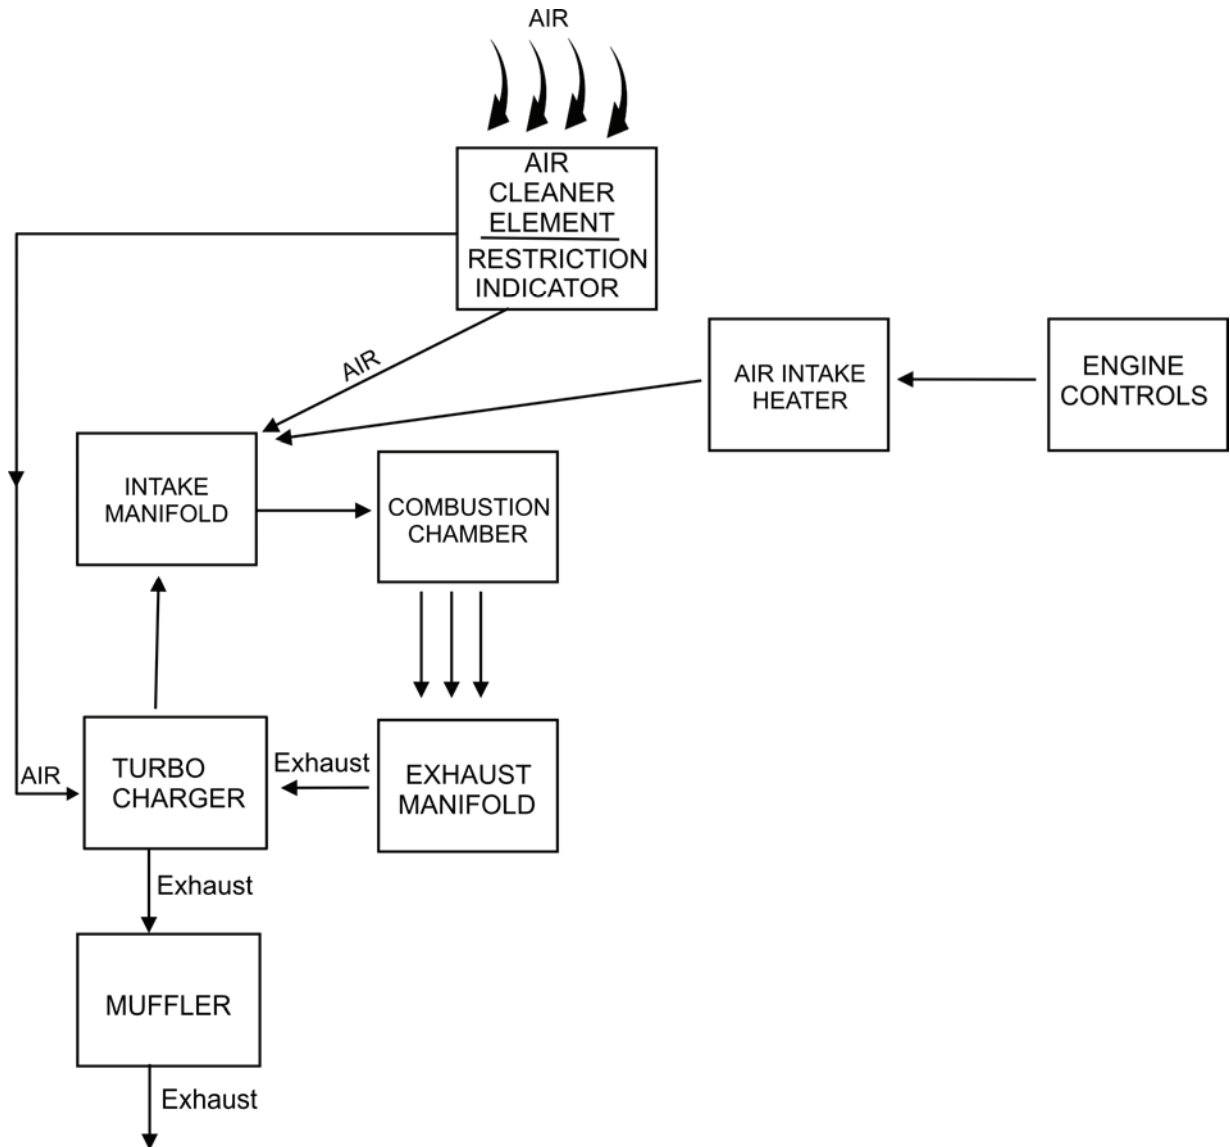 AIR
AIR
CLEANER
ELEMENT
RESTRICTION
INDICATOR
AIR
AIR INTAKE
HEATER
ENGINE
CONTROLS
INTAKE
MANIFOLD
COMBUSTION
CHAMBER
AIR
TURBO
CHARGER
Exhaust
EXHAUST
MANIFOLD
Exhaust
MUFFLER
Exhaust